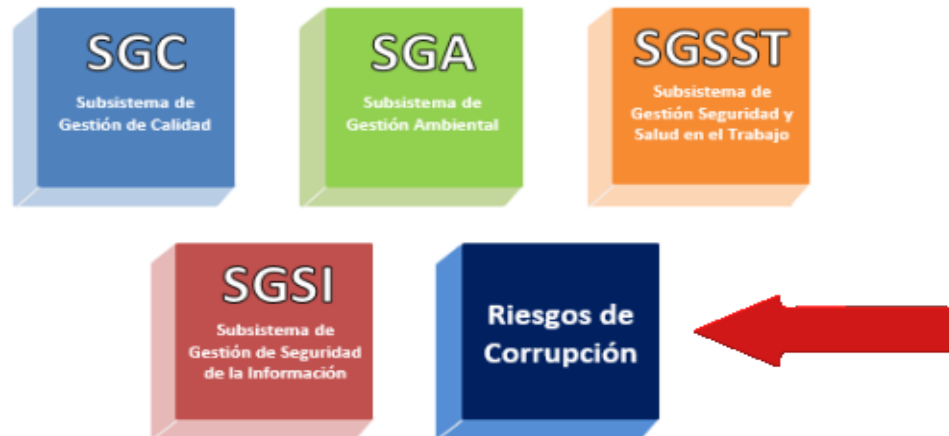 SGC
Subsistema de
Gestión de Calidad
SGA
Subsistema de
Gestión Ambiental
SGSST
Subsistema de
Gestión Seguridad y
Salud en el Trabajo
SGSI
Subsistema de
Gestión de Seguridad
de la Información
Riesgos de
Corrupción